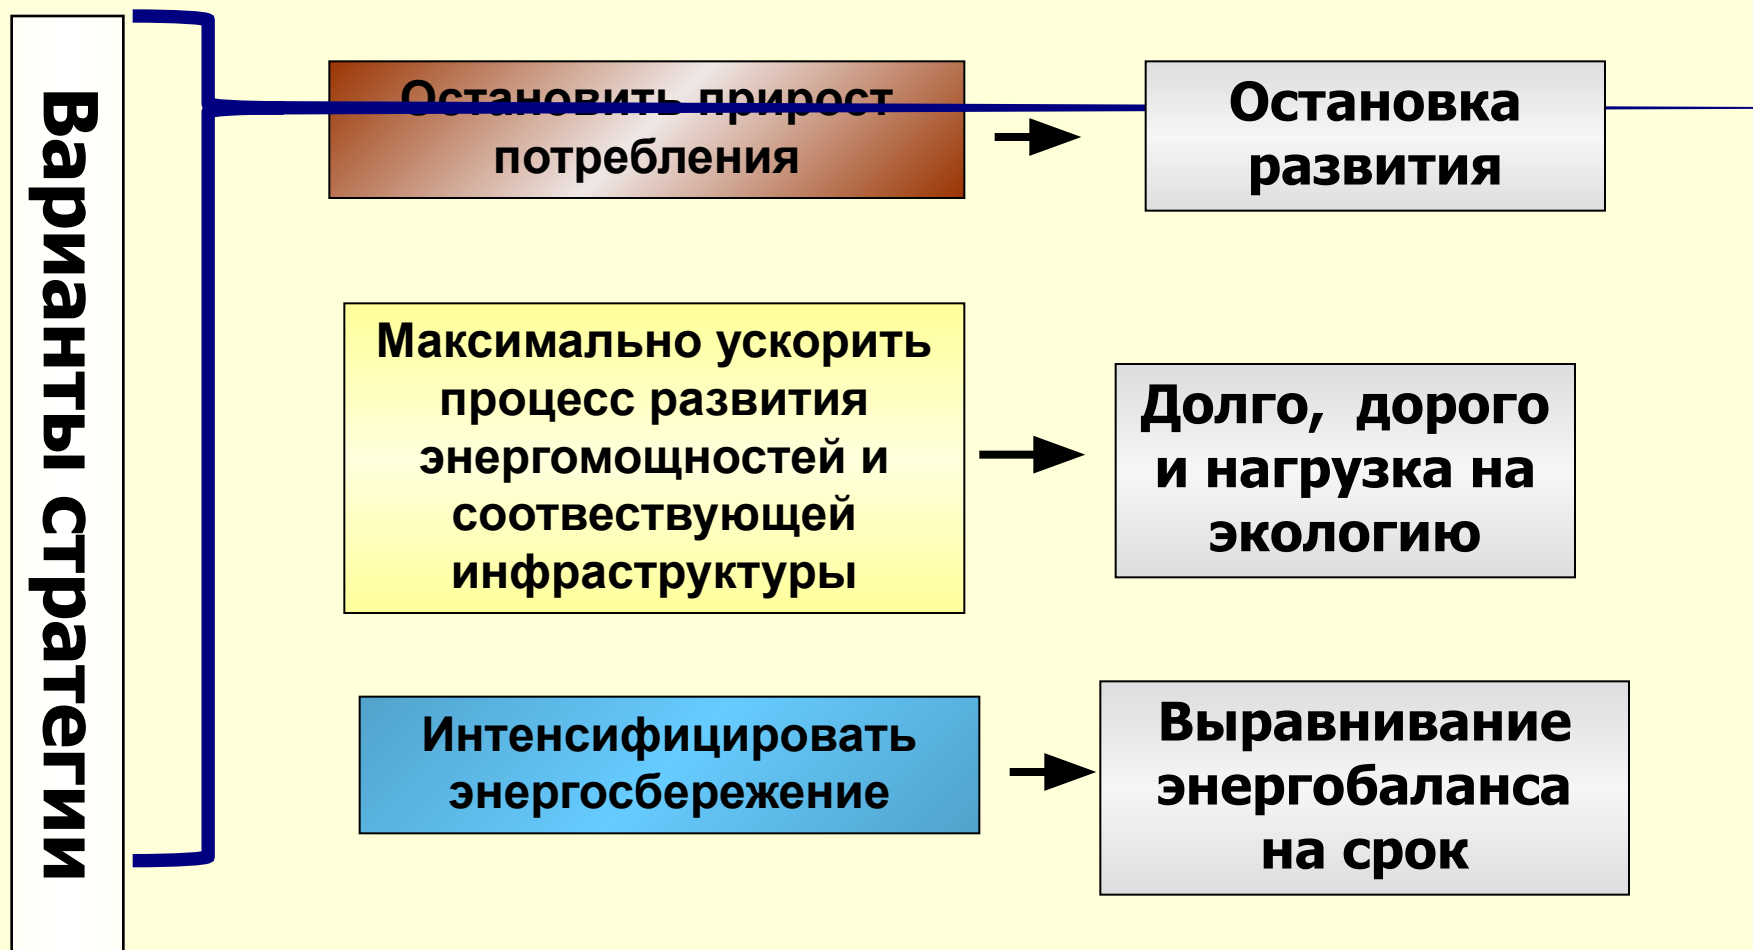 Варианты стратегии
Остановить прирост
потребления
Остановка
развития
Максимально ускорить
процесс развития
энергомощностей и
соотвествующей
инфраструктуры
Долго, дорого
и нагрузка на
экологию
Интенсифицировать
энергосбережение
Выравнивание
энергобаланса
на срок